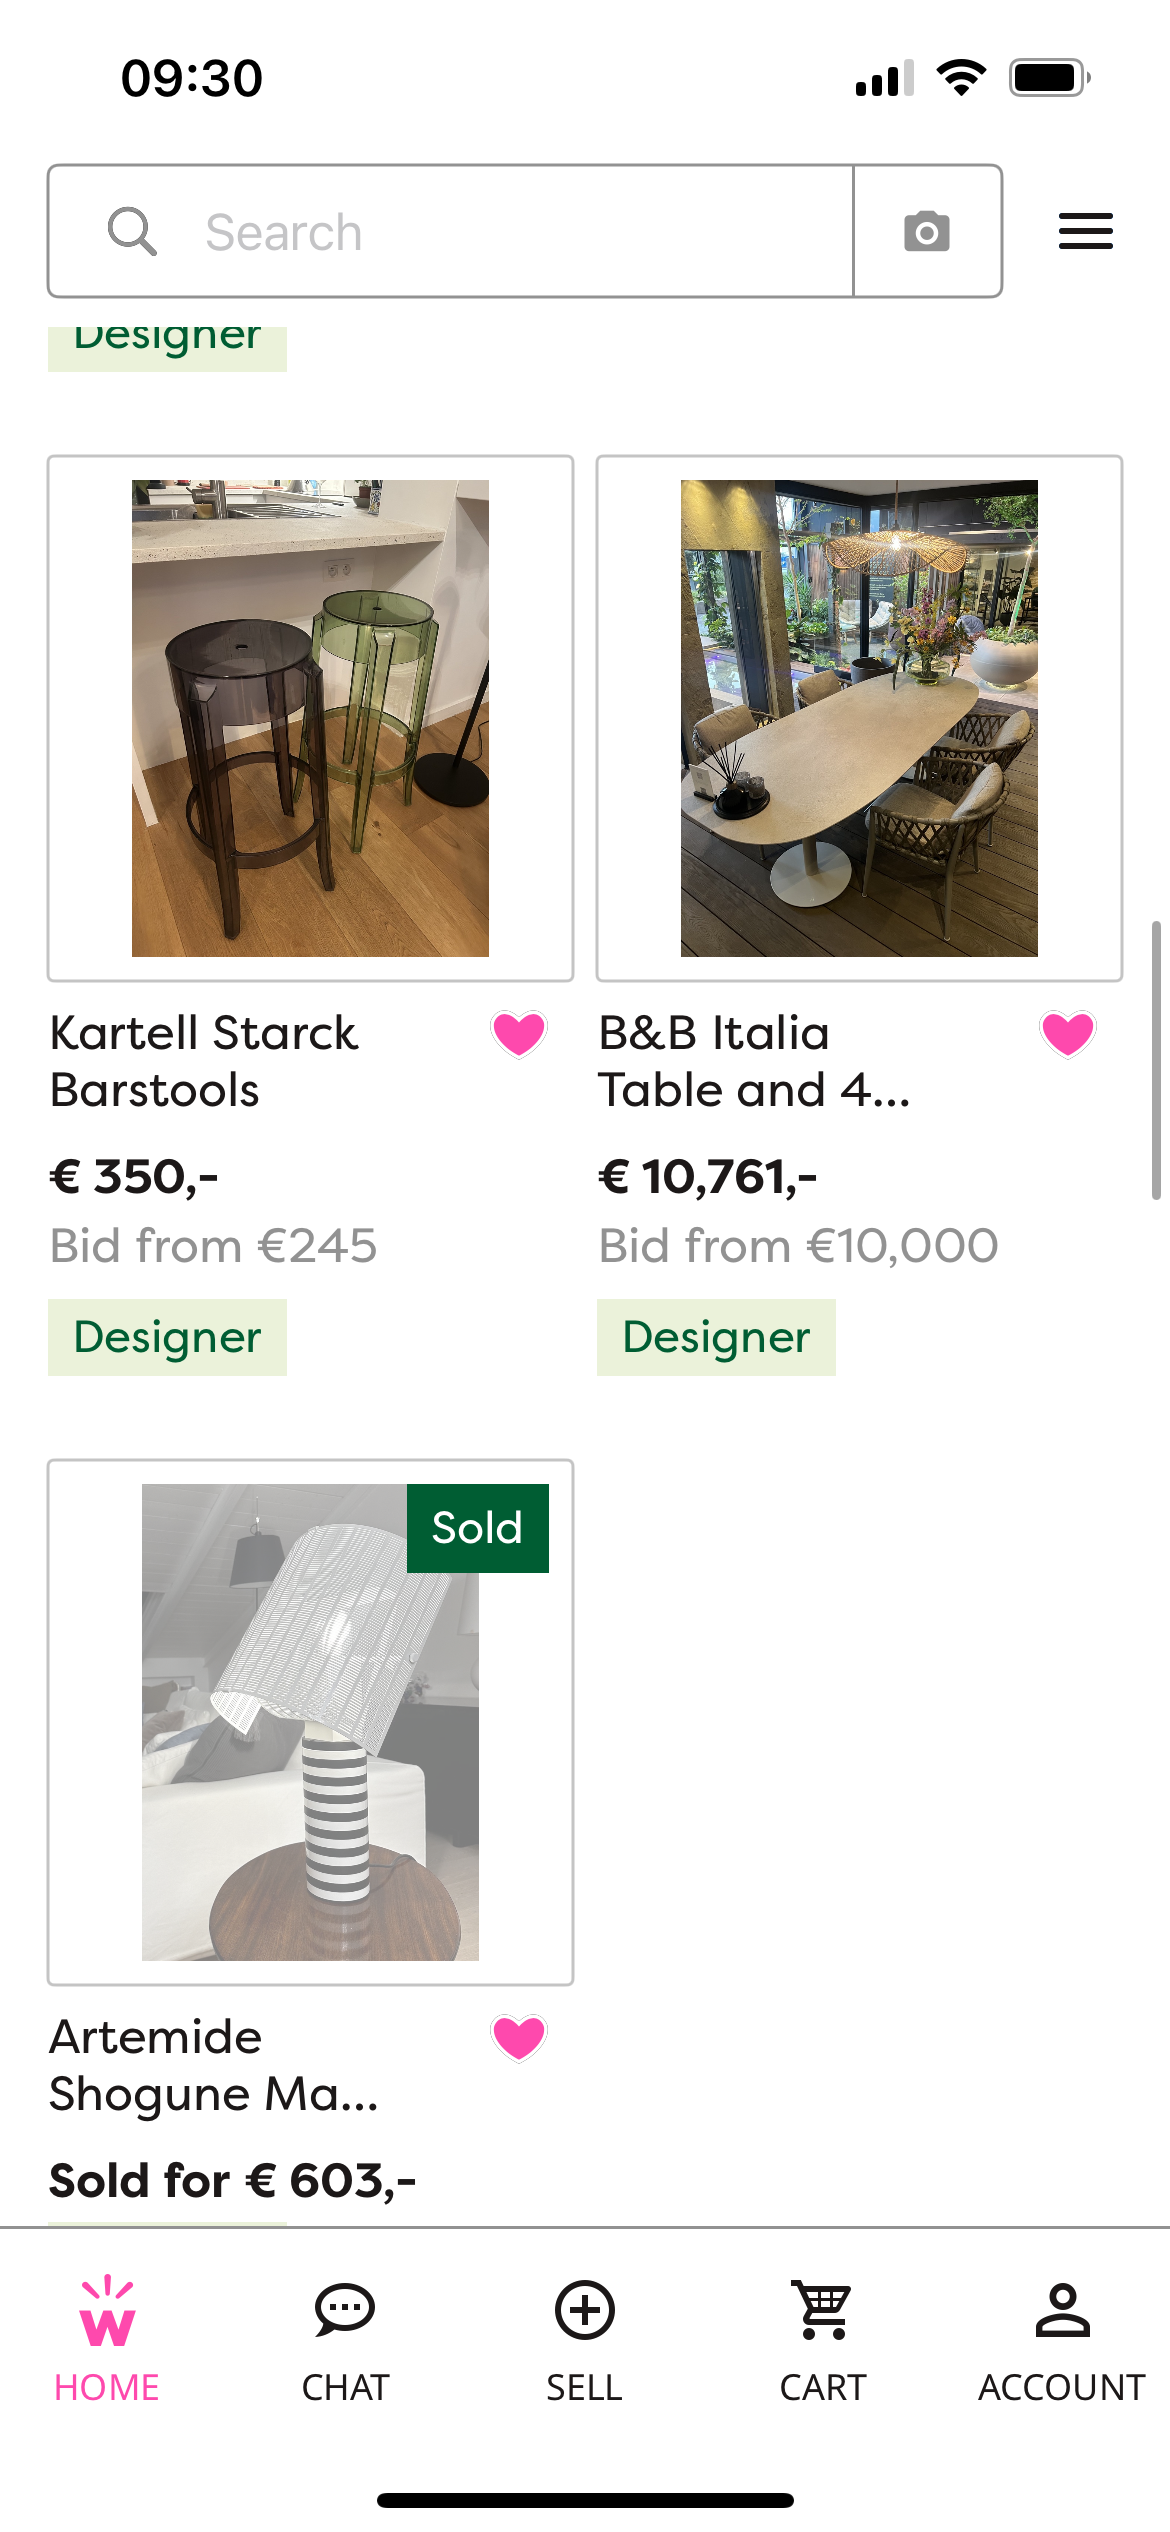 09:30
Search
Designer
Kartell Starck
Barstools
€ 350,-
Bid from €245
Designer
B&B Italia
Table and 4...
€ 10,761,-
Bid from €10,000
Designer
Sold
Artemide
Shogune Ma...
Sold for € 603,-
W
HOME
CHAT
SELL
CART
ACCOUNT